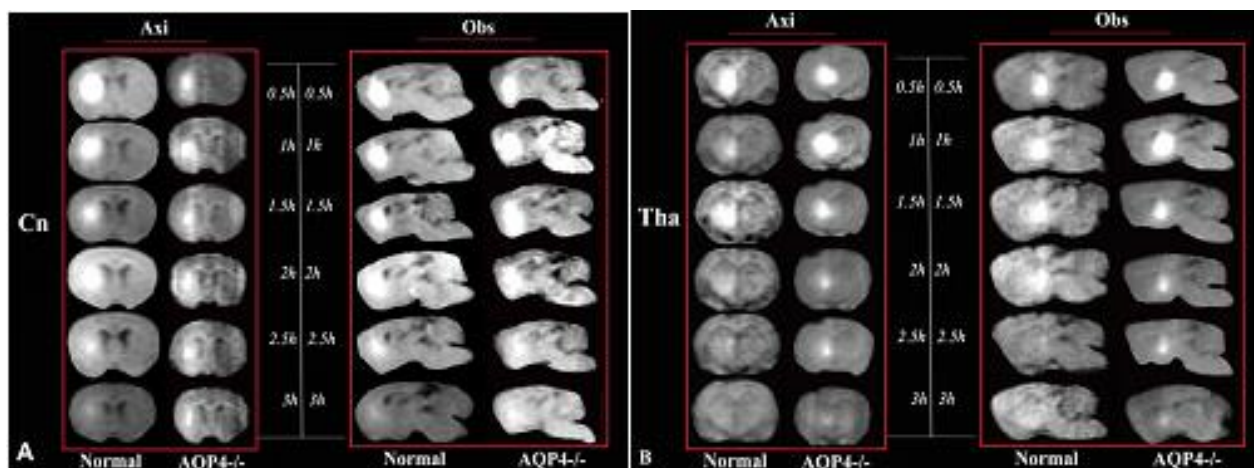 Axi Obs
0.5h 0.5h
1h 1h
1.5h 1.5h
Cn
2h 2h
2.5h 2.5h
3h 3h
A
Normal AQP4-/- Normal AQP4-/-
Axi Obs
0.5h 0.5h
1h 1h
1.5h 1.5h
Tha
2h 2h
2.5h 2.5h
3h 3h
B
Normal AQP4-/- Normal AQP4-/-